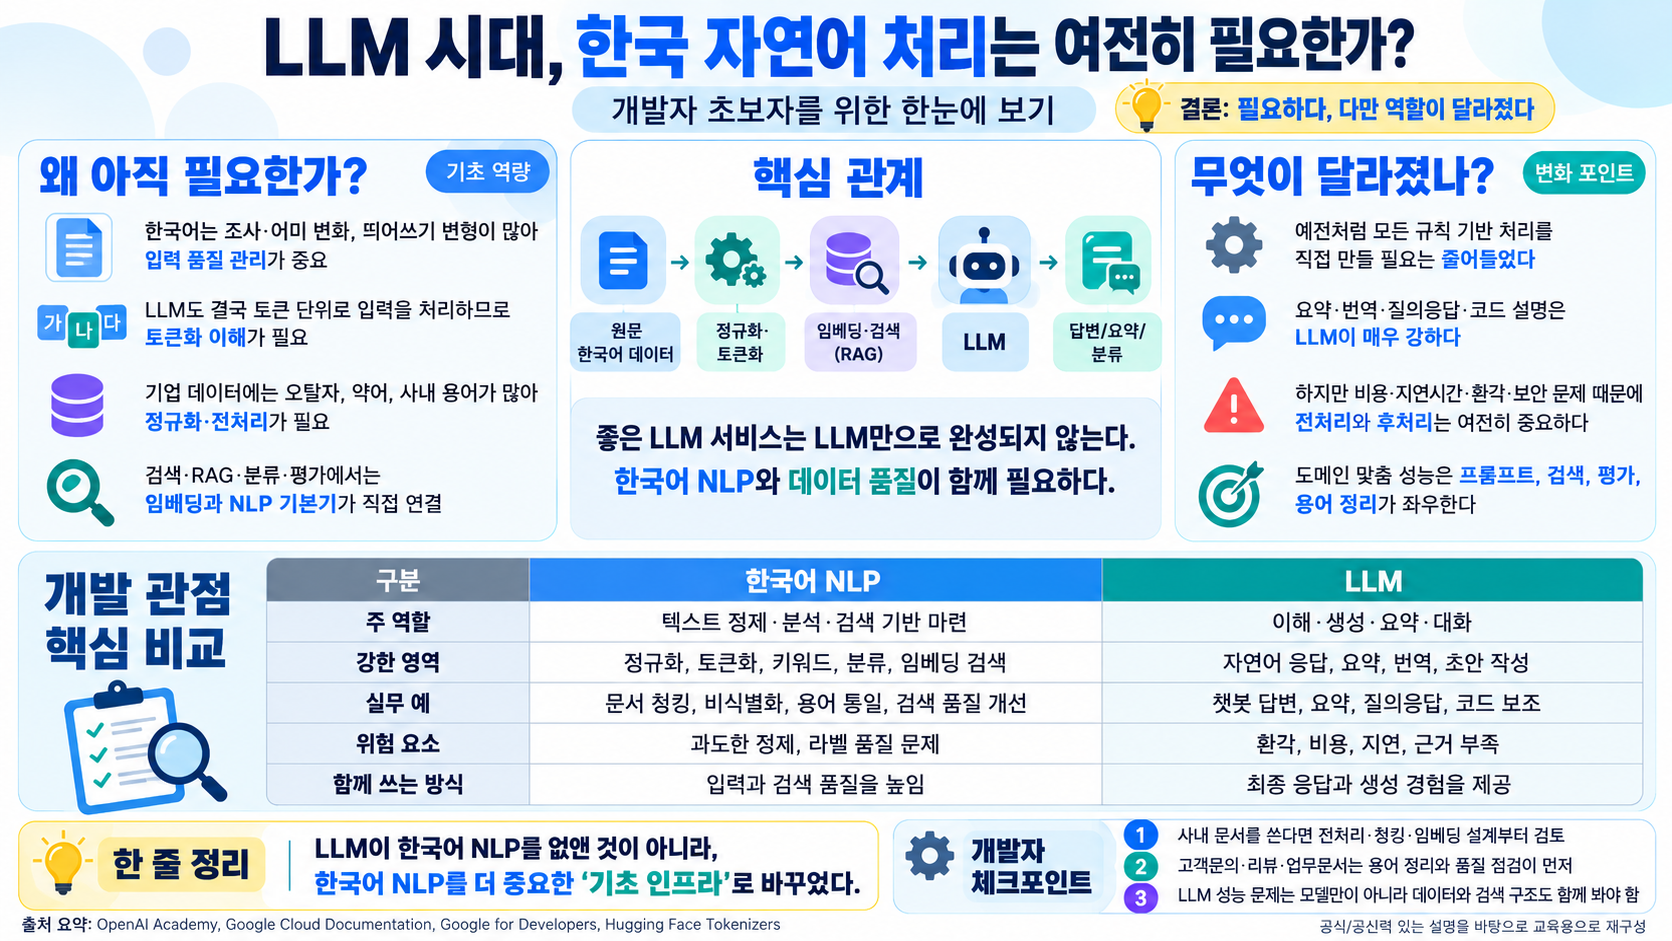 LLM 시대, 한국 자연어 처리는 여전히 필요한가?
개발자 초보자를 위한 한눈에 보기
결론: 필요하다, 다만 역할이 달라졌다
왜 아직 필요한가?
기초 역량
한국어는 조사·어미 변화, 띄어쓰기 변형이 많아
입력 품질 관리가 중요
가 나 다
LLM도 결국 토큰 단위로 입력을 처리하므로
토큰화 이해가 필요
기업 데이터에는 오탈자, 약어, 사내 용어가 많아
정규화·전처리가 필요
검색·RAG·분류·평가에서는
임베딩과 NLP 기본기가 직접 연결
핵심 관계
원문
한국어 데이터
정규화·
토큰화
임베딩·검색
(RAG)
LLM
답변/요약/
분류
좋은 LLM 서비스는 LLM만으로 완성되지 않는다.
한국어 NLP와 데이터 품질이 함께 필요하다.
무엇이 달라졌나?
변화 포인트
예전처럼 모든 규칙 기반 처리를
직접 만들 필요는 줄어들었다
요약·번역·질의응답·코드 설명은
LLM이 매우 강하다
하지만 비용·지연시간·환각·보안 문제 때문에
전처리와 후처리는 여전히 중요하다
도메인 맞춤 성능은 프롬프트, 검색, 평가,
용어 정리가 좌우한다
개발 관점
핵심 비교
구분 한국어 NLP LLM
주 역할 텍스트 정제·분석·검색 기반 마련 이해·생성·요약·대화
강한 영역 정규화, 토큰화, 키워드, 분류, 임베딩 검색 자연어 응답, 요약, 번역, 초안 작성
실무 예 문서 청킹, 비식별화, 용어 통일, 검색 품질 개선 챗봇 답변, 요약, 질의응답, 코드 보조
위험 요소 과도한 정제, 라벨 품질 문제 환각, 비용, 지연, 근거 부족
함께 쓰는 방식 입력과 검색 품질을 높임 최종 응답과 생성 경험을 제공
한 줄 정리
LLM이 한국어 NLP를 없앤 것이 아니라,
한국어 NLP를 더 중요한 ‘기초 인프라’로 바꾸었다.
개발자
체크포인트
1 사내 문서를 쓴다면 전처리·청킹·임베딩 설계부터 검토
2 고객문의·리뷰·업무문서는 용어 정리와 품질 점검이 먼저
3 LLM 성능 문제는 모델만이 아니라 데이터와 검색 구조도 함께 봐야 함
출처 요약: OpenAI Academy, Google Cloud Documentation, Google for Developers, Hugging Face Tokenizers
공식/공신력 있는 설명을 바탕으로 교육용으로 재구성